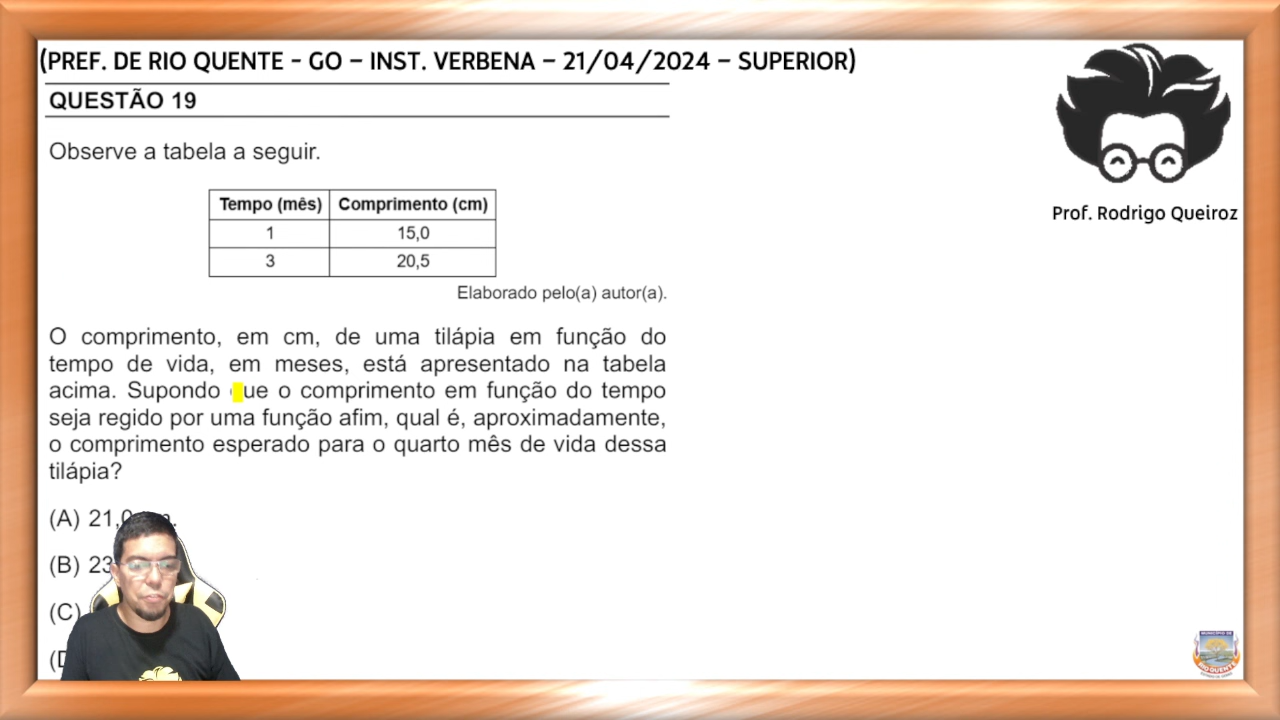 (PREF. DE RIO QUENTE - GO – INST. VERBENA – 21/04/2024 – SUPERIOR)
QUESTÃO 19
Observe a tabela a seguir.
Tempo (mês) Comprimento (cm)
1 15,0
3 20,5
Elaborado pelo(a) autor(a).
O comprimento, em cm, de uma tilápia em função do
tempo de vida, em meses, está apresentado na tabela
acima. Supondo que o comprimento em função do tempo
seja regido por uma função afim, qual é, aproximadamente,
o comprimento esperado para o quarto mês de vida dessa
tilápia?
(A) 21,0
(B) 23
(C)
Prof. Rodrigo Queiroz
MUNICÍPIO DE
RIO QUENTE